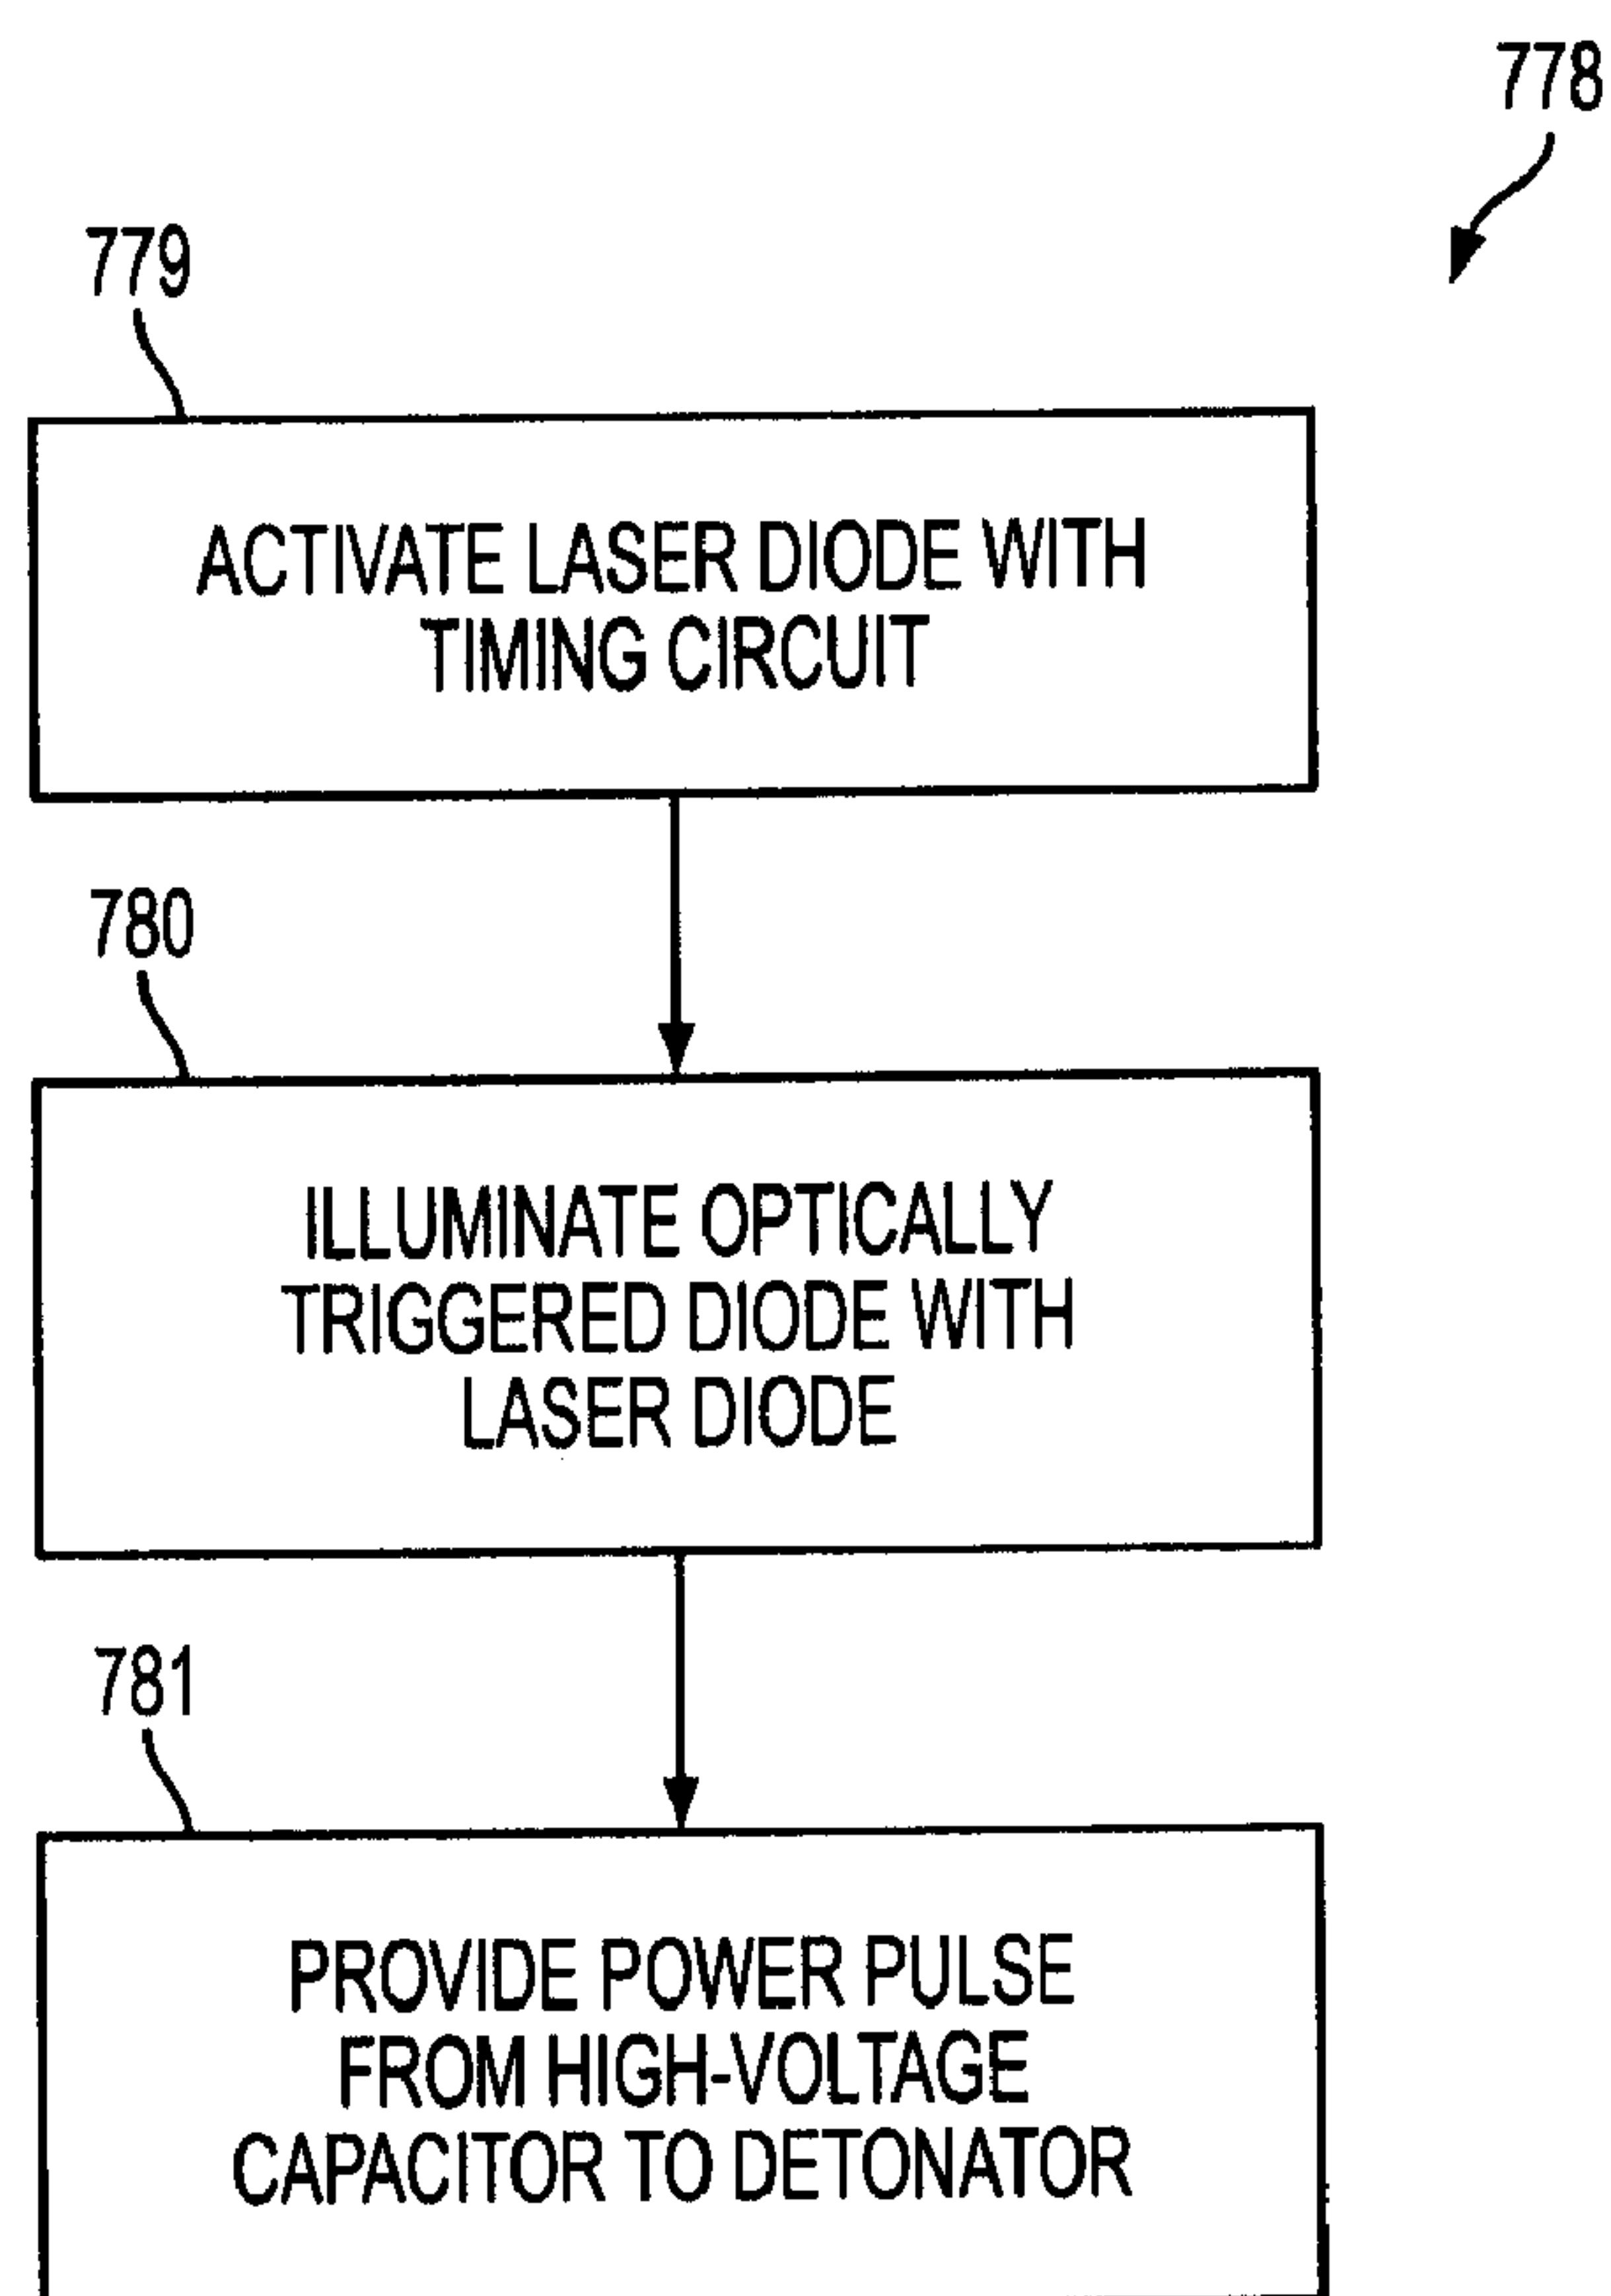 778
779
ACTIVATE LASER DIODE WITH
TIMING CIRCUIT
780
ILLUMINATE OPTICALLY
TRIGGERED DIODE WITH
LASER DIODE
781
PROVIDE POWER PULSE
FROM HIGH-VOLTAGE
CAPACITOR TO DETONATOR